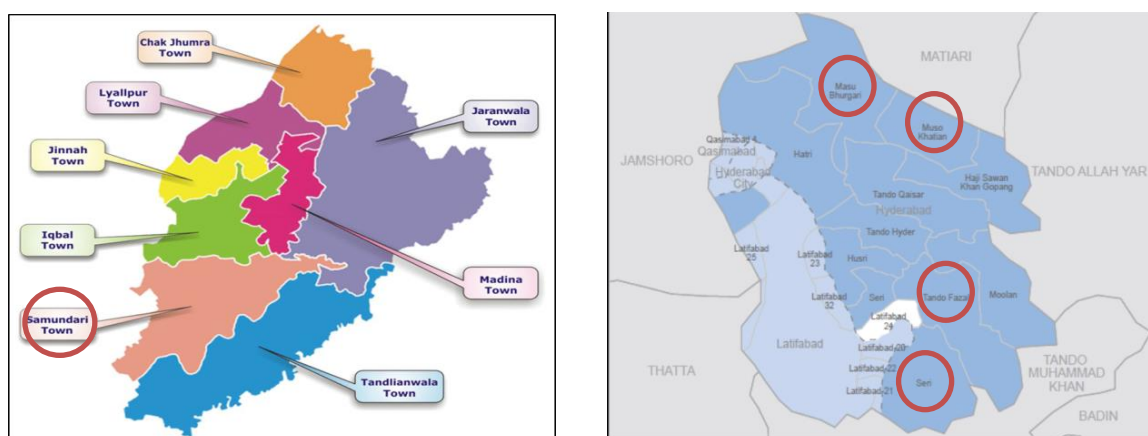 Chak Jhumra
Town
Lyallpur
Town
Jaranwala
Town
Jinnah
Town
Iqbal
Town
Madina
Town
Samundari
Town
Tandlianwala
Town
MATIARI
Masu
Bhurgari
Muso
Khatian
JAMSHORO
Qasimabad 4
Qasimabad
Hatri
TANDO ALLAH YAR
Hyderabad
City
Haji Sawan
Khan Gopang
Tando Qaisar
Hyderabad
Tando Hyder
Latifabad
25
Latifabad
23
Husri
Seri
Tando Fazal
Moolan
Latifabad
32
Latifabad
24
Latifabad
Latifabad-20
Latifabad-22
Latifabad-21
Seri
THATTA
TANDO
MUHAMMAD
KHAN
BADIN